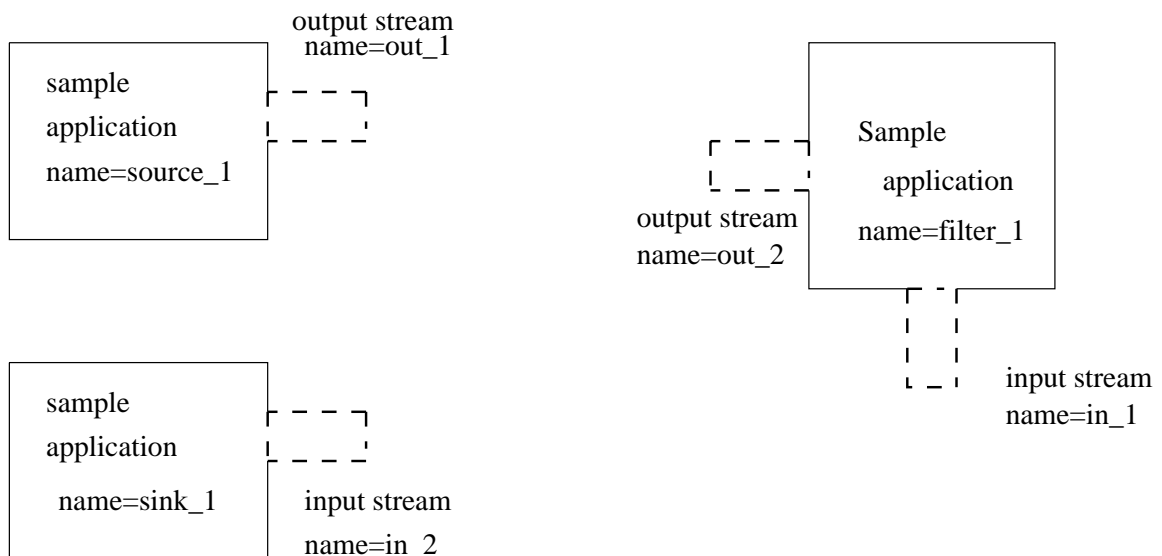 output stream
name=out_1
sample
application
name=source_1
Sample
application
name=filter_1
output stream
name=out_2
input stream
name=in_1
sample
application
name=sink_1
input stream
name=in_2